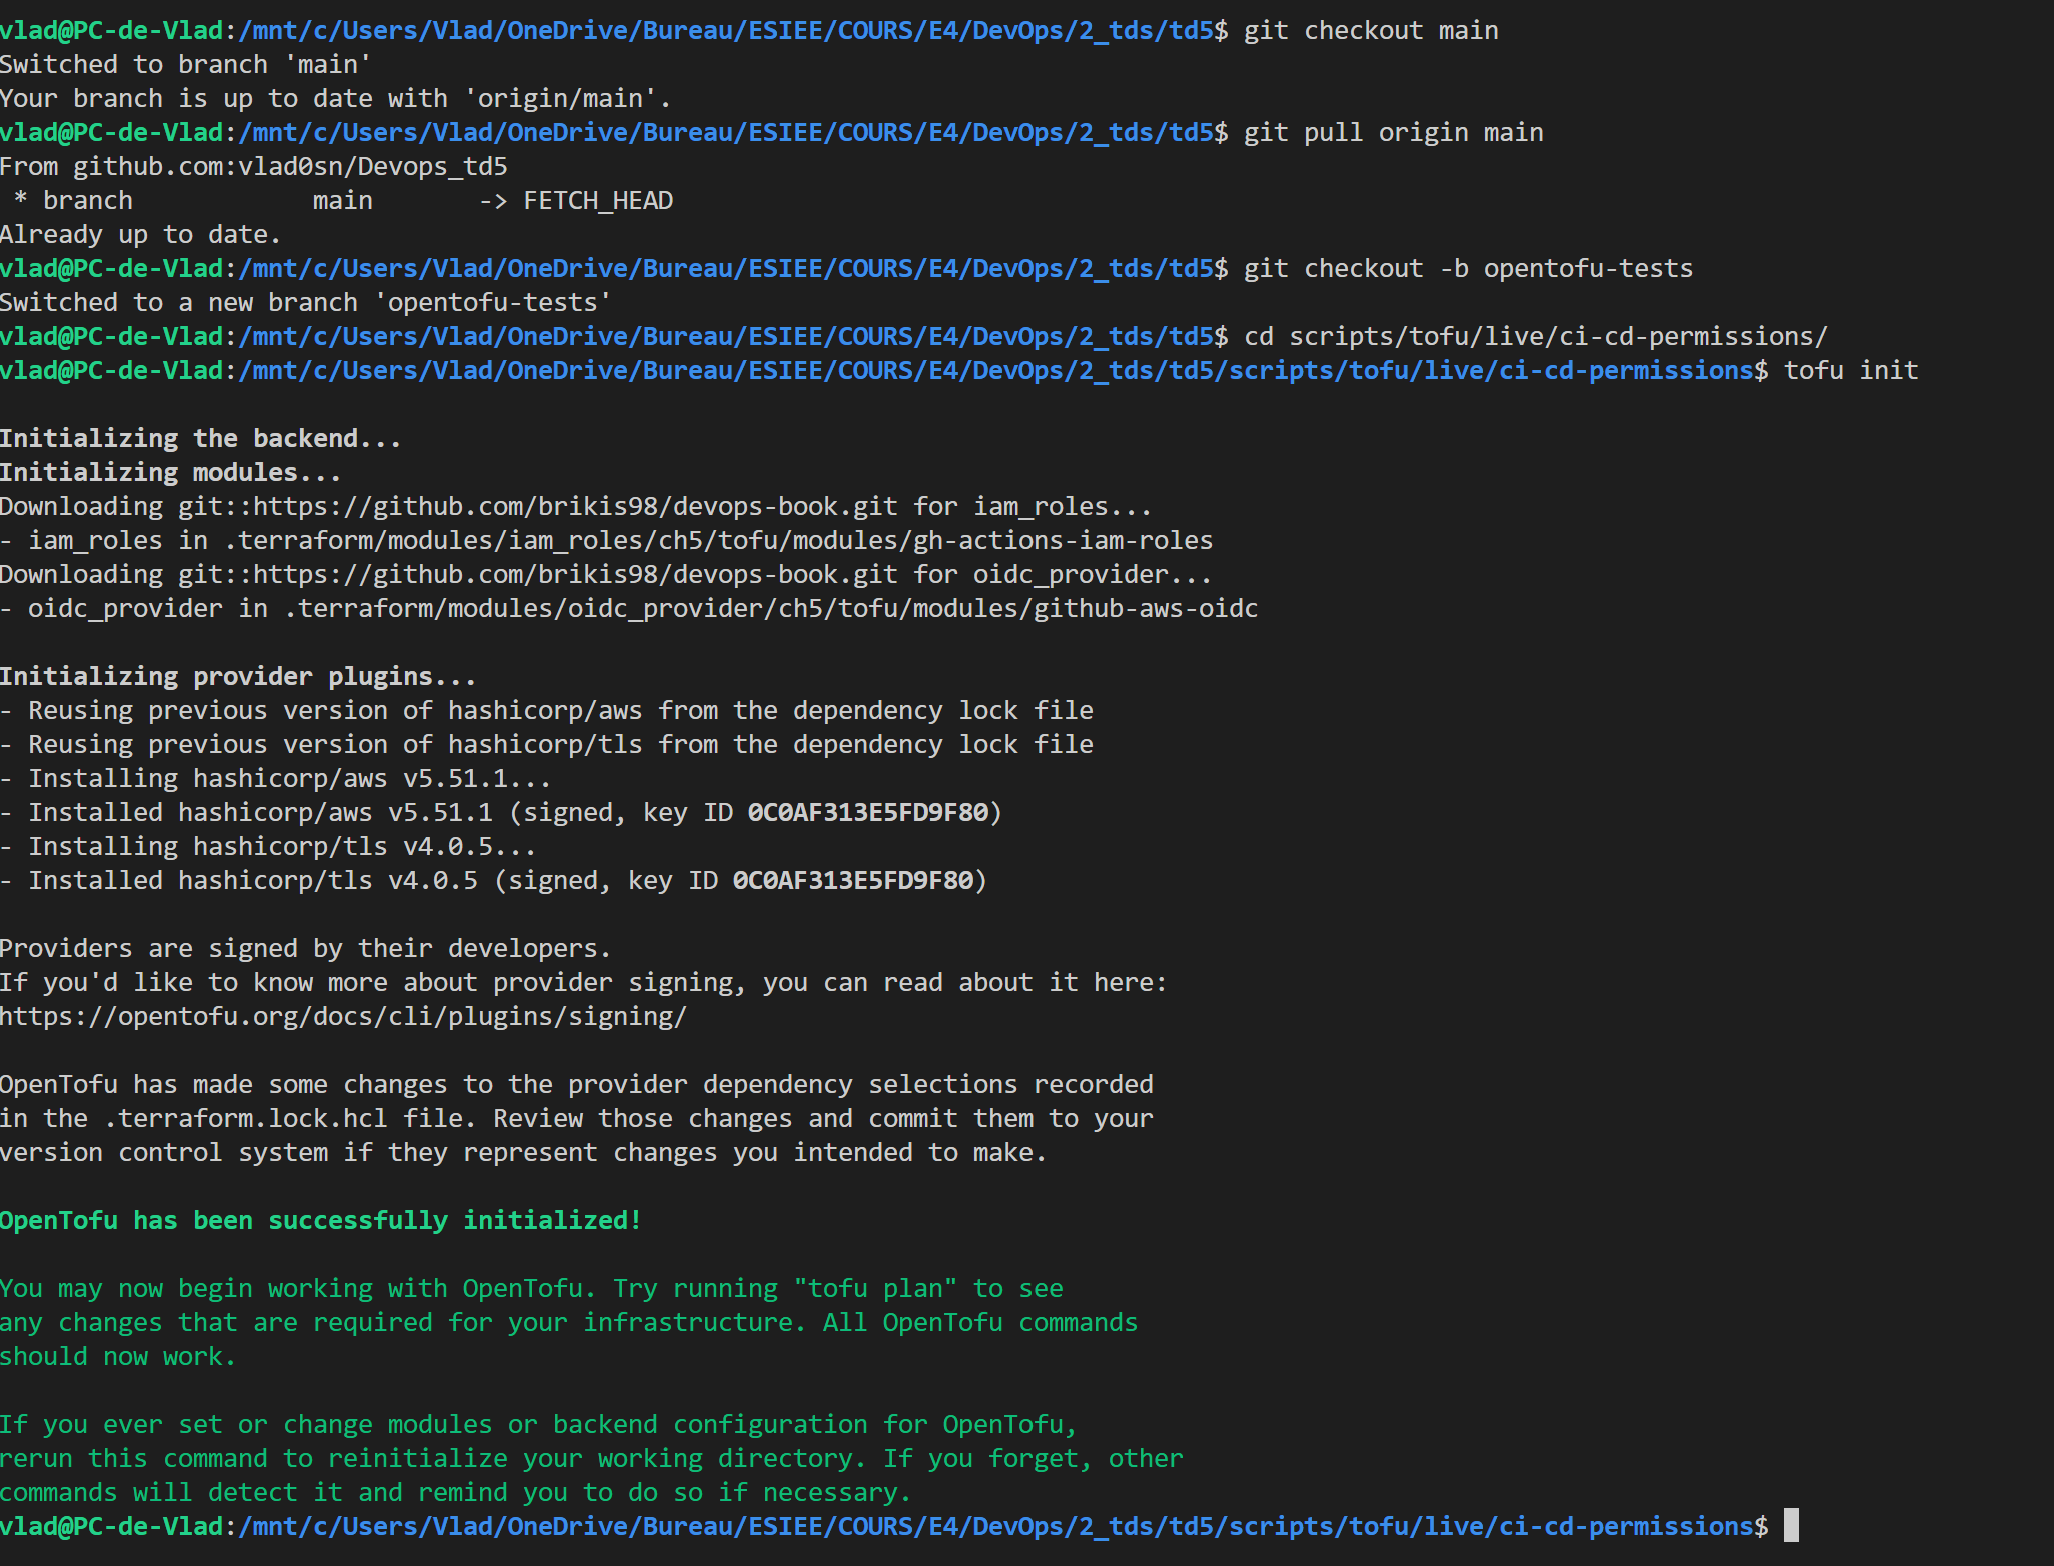 vlad@PC-de-Vlad:/mnt/c/Users/Vlad/OneDrive/Bureau/ESIEE/COURS/E4/DevOps/2_tds/td5$ git checkout main
Switched to branch 'main'
Your branch is up to date with 'origin/main'.
vlad@PC-de-Vlad:/mnt/c/Users/Vlad/OneDrive/Bureau/ESIEE/COURS/E4/DevOps/2_tds/td5$ git pull origin main
From github.com:vlad0sn/Devops_td5
 * branch            main       -> FETCH_HEAD
Already up to date.
vlad@PC-de-Vlad:/mnt/c/Users/Vlad/OneDrive/Bureau/ESIEE/COURS/E4/DevOps/2_tds/td5$ git checkout -b opentofu-tests
Switched to a new branch 'opentofu-tests'
vlad@PC-de-Vlad:/mnt/c/Users/Vlad/OneDrive/Bureau/ESIEE/COURS/E4/DevOps/2_tds/td5$ cd scripts/tofu/live/ci-cd-permissions/
vlad@PC-de-Vlad:/mnt/c/Users/Vlad/OneDrive/Bureau/ESIEE/COURS/E4/DevOps/2_tds/td5/scripts/tofu/live/ci-cd-permissions$ tofu init

Initializing the backend...
Initializing modules...
Downloading git::https://github.com/brikis98/devops-book.git for iam_roles...
- iam_roles in .terraform/modules/iam_roles/ch5/tofu/modules/gh-actions-iam-roles
Downloading git::https://github.com/brikis98/devops-book.git for oidc_provider...
- oidc_provider in .terraform/modules/oidc_provider/ch5/tofu/modules/github-aws-oidc

Initializing provider plugins...
- Reusing previous version of hashicorp/aws from the dependency lock file
- Reusing previous version of hashicorp/tls from the dependency lock file
- Installing hashicorp/aws v5.51.1...
- Installed hashicorp/aws v5.51.1 (signed, key ID 0C0AF313E5FD9F80)
- Installing hashicorp/tls v4.0.5...
- Installed hashicorp/tls v4.0.5 (signed, key ID 0C0AF313E5FD9F80)

Providers are signed by their developers.
If you'd like to know more about provider signing, you can read about it here:
https://opentofu.org/docs/cli/plugins/signing/

OpenTofu has made some changes to the provider dependency selections recorded
in the .terraform.lock.hcl file. Review those changes and commit them to your
version control system if they represent changes you intended to make.

OpenTofu has been successfully initialized!

You may now begin working with OpenTofu. Try running "tofu plan" to see
any changes that are required for your infrastructure. All OpenTofu commands
should now work.

If you ever set or change modules or backend configuration for OpenTofu,
rerun this command to reinitialize your working directory. If you forget, other
commands will detect it and remind you to do so if necessary.
vlad@PC-de-Vlad:/mnt/c/Users/Vlad/OneDrive/Bureau/ESIEE/COURS/E4/DevOps/2_tds/td5/scripts/tofu/live/ci-cd-permissions$